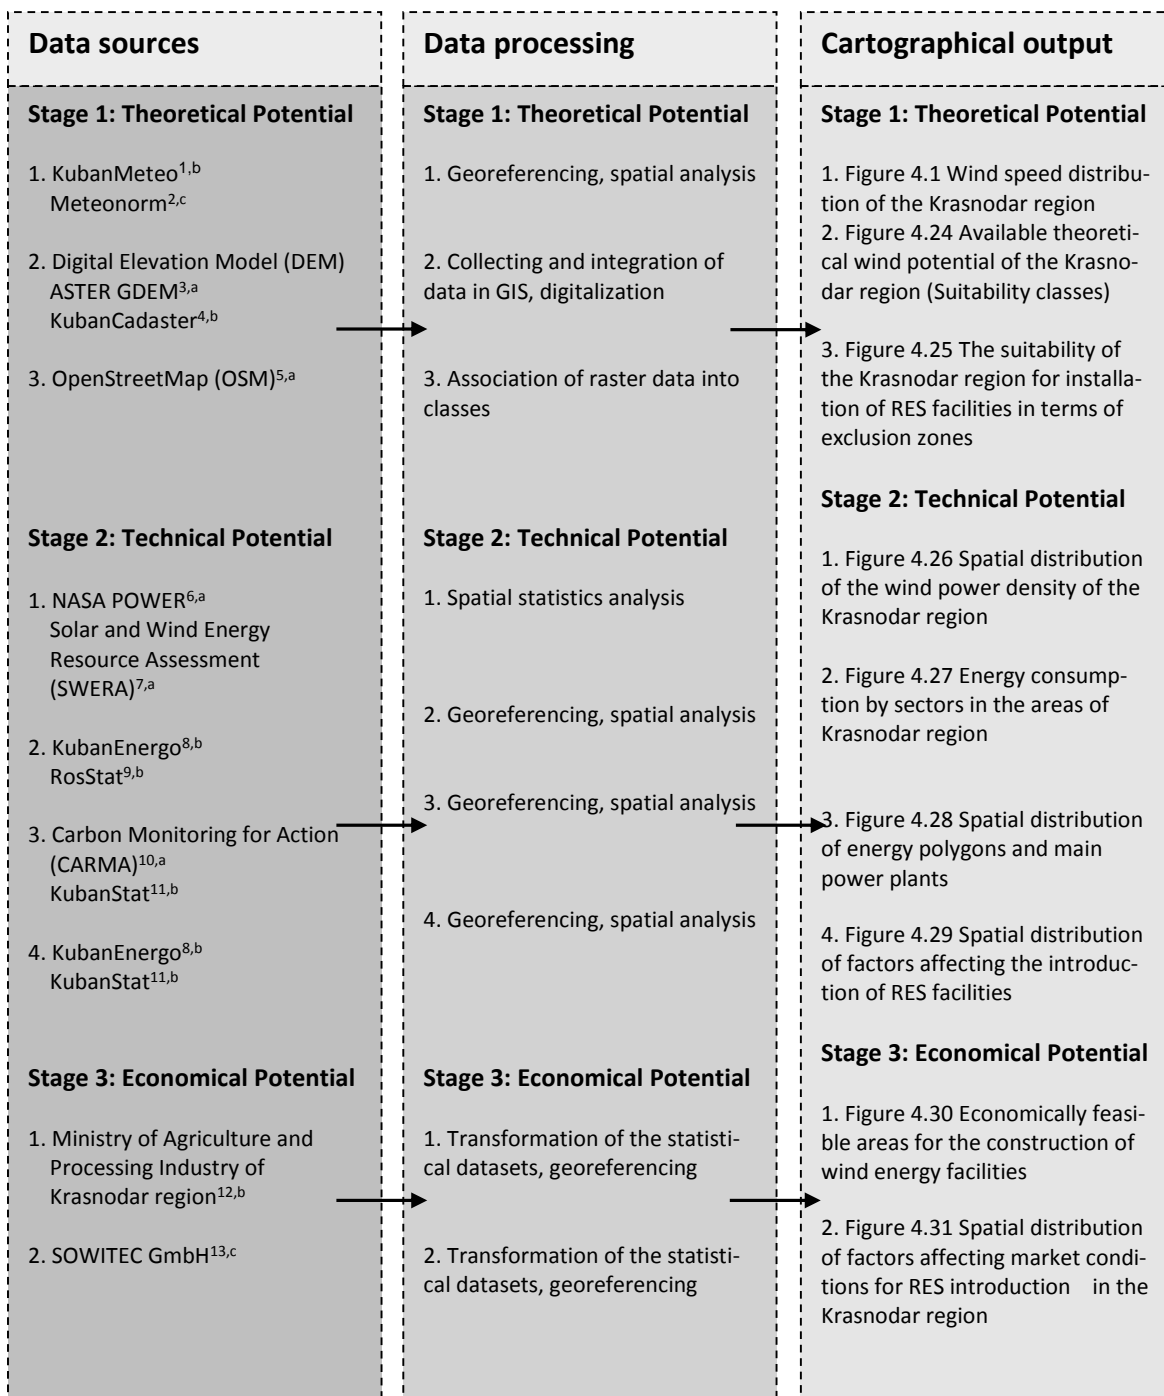 Data sources
Stage 1: Theoretical Potential
1. KubanMeteo1,b
Meteonorm2,c
2. Digital Elevation Model (DEM)
ASTER GDEM3,a
KubanCadaster4,b
3. OpenStreetMap (OSM)5,a
Stage 2: Technical Potential
1. NASA POWER6,a
Solar and Wind Energy
Resource Assessment
(SWERA)7,a
2. KubanEnergo8,b
RosStat9,b
3. Carbon Monitoring for Action
(CARMA)10,a
KubanStat11,b
4. KubanEnergo8,b
KubanStat11,b
Stage 3: Economical Potential
1. Ministry of Agriculture and
Processing Industry of
Krasnodar region12,b
2. SOWITEC GmbH13,c
Data processing
Stage 1: Theoretical Potential
1. Georeferencing, spatial analysis
2. Collecting and integration of
data in GIS, digitalization
3. Association of raster data into
classes
Stage 2: Technical Potential
1. Spatial statistics analysis
2. Georeferencing, spatial analysis
3. Georeferencing, spatial analysis
4. Georeferencing, spatial analysis
Stage 3: Economical Potential
1. Transformation of the statisti-
cal datasets, georeferencing
2. Transformation of the statisti-
cal datasets, georeferencing
Cartographical output
Stage 1: Theoretical Potential
1. Figure 4.1 Wind speed distribu-
tion of the Krasnodar region
2. Figure 4.24 Available theoreti-
cal wind potential of the Krasno-
dar region (Suitability classes)
3. Figure 4.25 The suitability of
the Krasnodar region for installa-
tion of RES facilities in terms of
exclusion zones
Stage 2: Technical Potential
1. Figure 4.26 Spatial distribution
of the wind power density of the
Krasnodar region
2. Figure 4.27 Energy consump-
tion by sectors in the areas of
Krasnodar region
3. Figure 4.28 Spatial distribution
of energy polygons and main
power plants
4. Figure 4.29 Spatial distribution
of factors affecting the introduc-
tion of RES facilities
Stage 3: Economical Potential
1. Figure 4.30 Economically feasi-
ble areas for the construction of
wind energy facilities
2. Figure 4.31 Spatial distribution
of factors affecting market condi-
tions for RES introduction in the
Krasnodar region